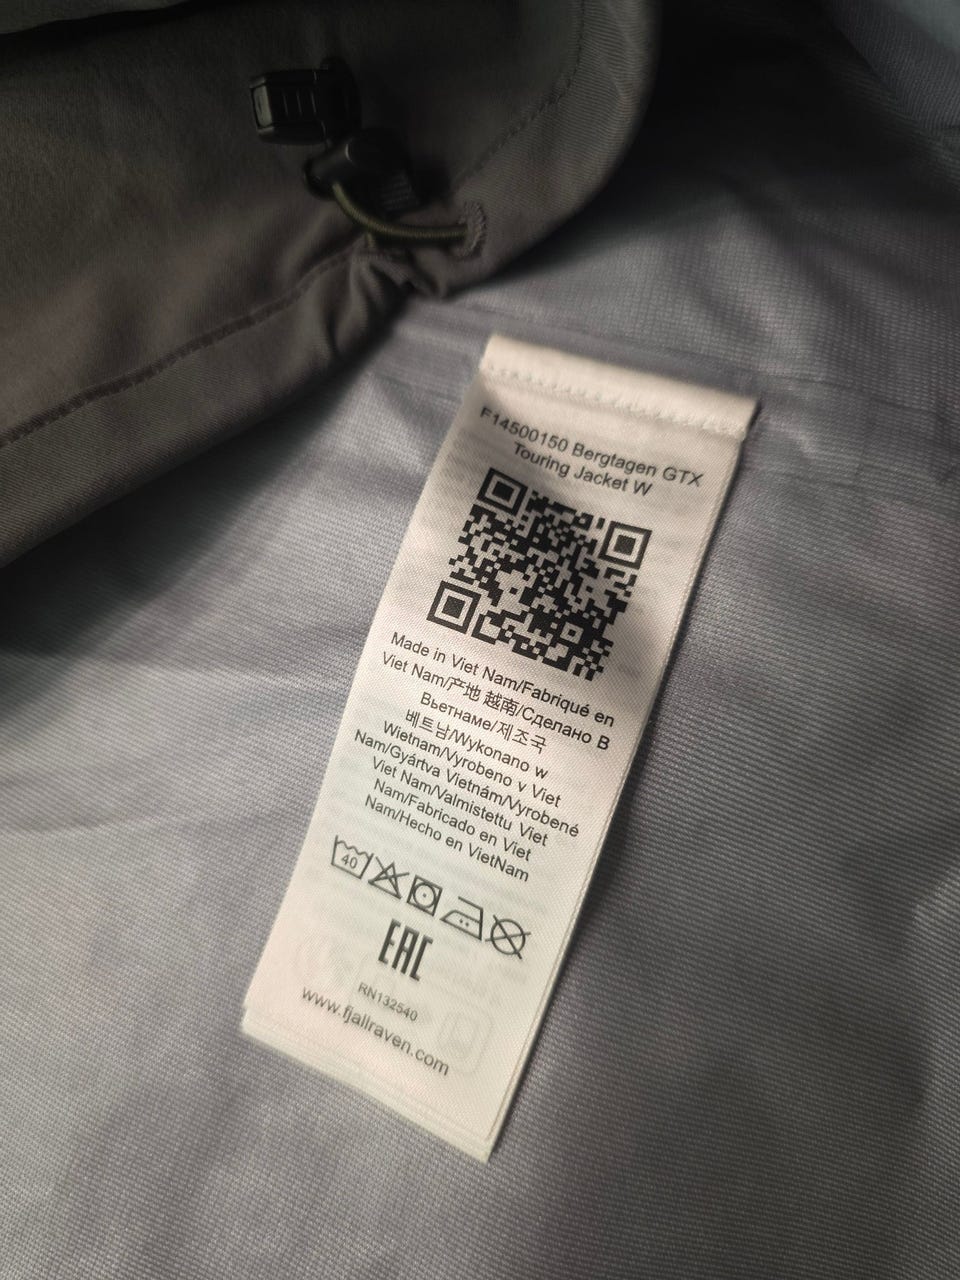 F14500150 Bergtagen GTX
Touring Jacket W
Made in Viet Nam/Fabriqué en
Viet Nam/产地 越南/Сделано В
Вьетнаме/제조국
베트남/Wykonano w
Wietnam/Vyrobeno v Viet
Nam/Gyártva Vietnám/Vyrobené
Viet Nam/Valmistettu Viet
Nam/Fabricado en Viet
Nam/Hecho en VietNam
40
EAC
RN132540
www.fjallraven.com